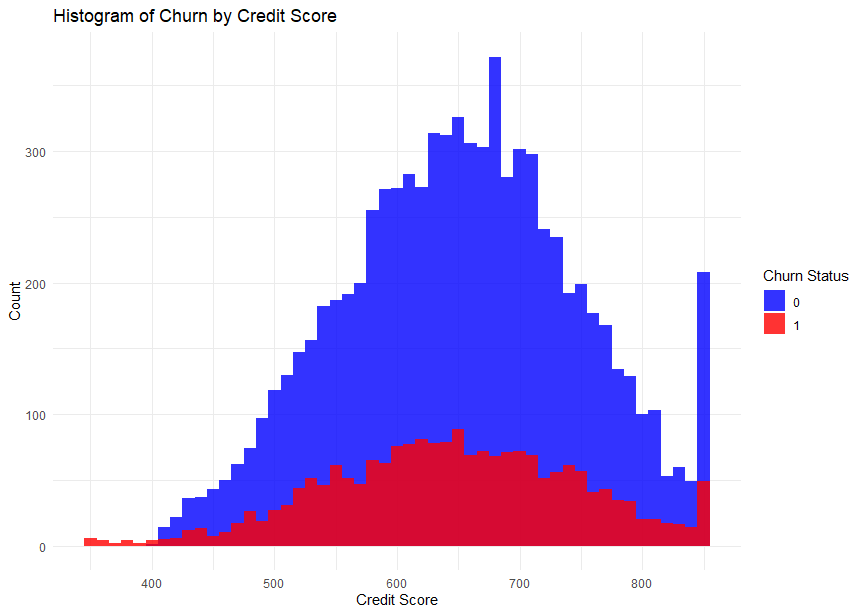 Histogram of Churn by Credit Score
300
200
100
0
Count
400 500 600 700 800
Credit Score
Churn Status
0
1